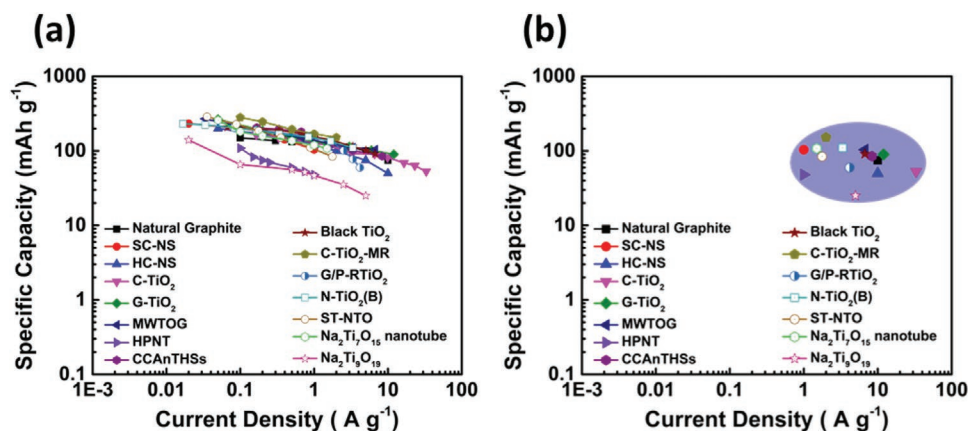 (a)
Specific Capacity (mAh g⁻¹)
1000
100
10
1
0.1
Natural Graphite
SC-NS
HC-NS
C-TiO₂
G-TiO₂
MWTOG
HPNT
CCAnTHSs
Black TiO₂
C-TiO₂-MR
G/P-RTiO₂
N-TiO₂(B)
ST-NTO
Na₂Ti₇O₁₅ nanotube
Na₂Ti₉O₁₉
1E-3 0.01 0.1 1 10 100
Current Density ( A g⁻¹)
(b)
Specific Capacity (mAh g⁻¹)
1000
100
10
1
0.1
Natural Graphite
SC-NS
HC-NS
C-TiO₂
G-TiO₂
MWTOG
HPNT
CCAnTHSs
Black TiO₂
C-TiO₂-MR
G/P-RTiO₂
N-TiO₂(B)
ST-NTO
Na₂Ti₇O₁₅ nanotube
Na₂Ti₉O₁₉
1E-3 0.01 0.1 1 10 100
Current Density ( A g⁻¹)